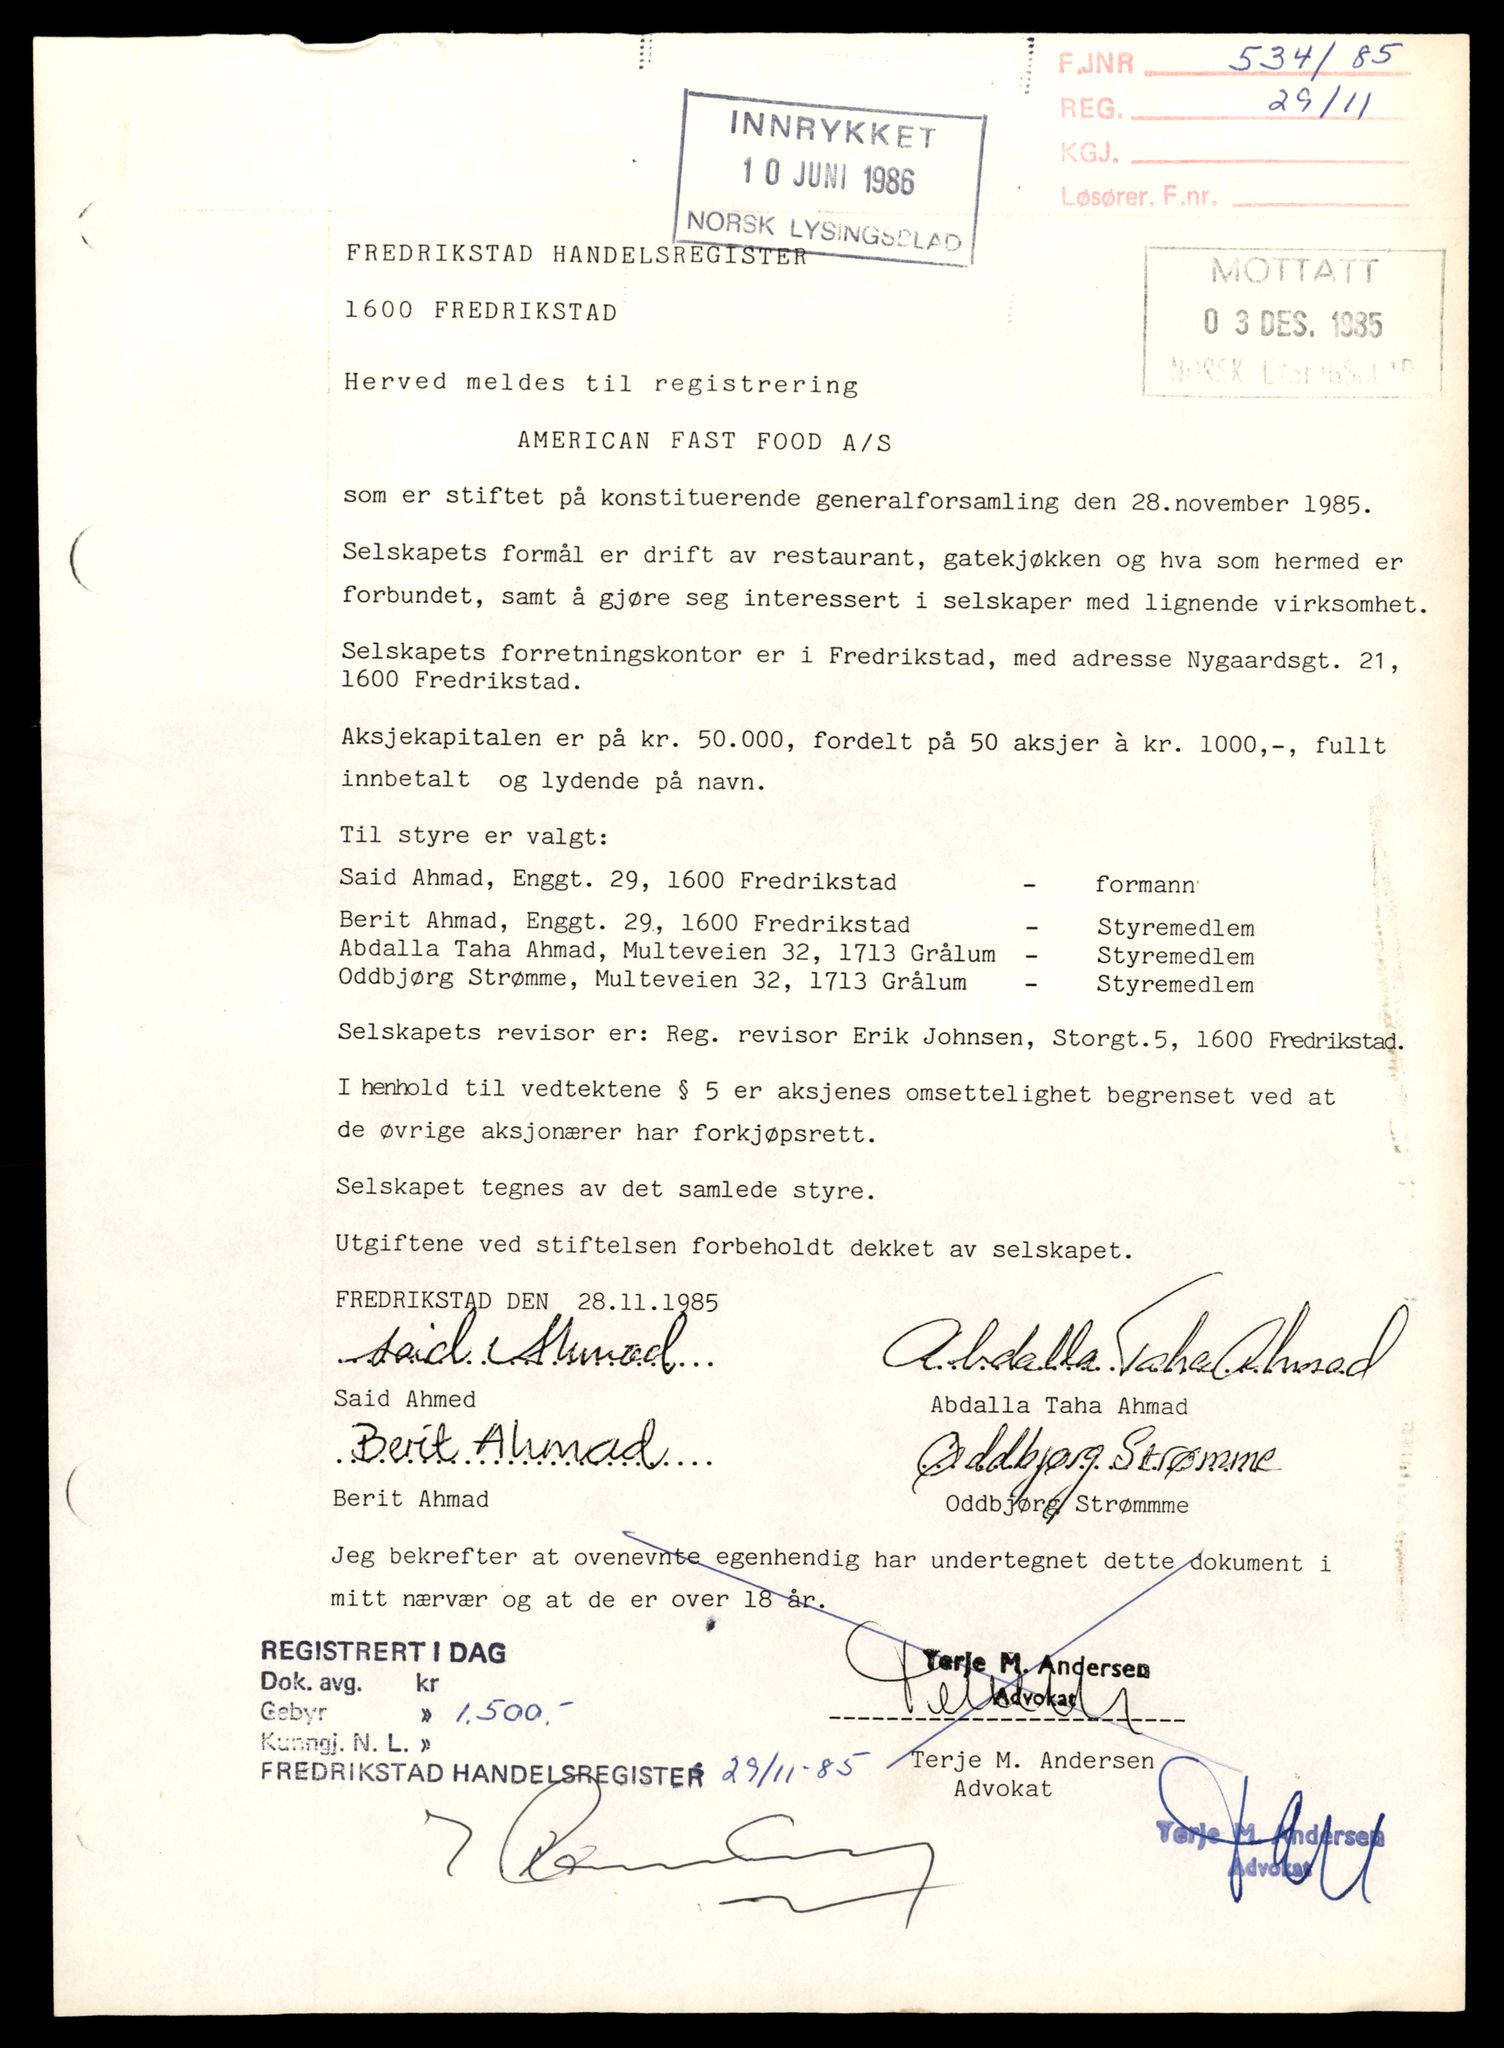 F.JNR 534/85
REG. 29/11
KGJ.
Løsører. F.nr.
INNRYKKET
10 JUNI 1986
NORSK LYSINGSBLAD
MOTTATT
03 DES. 1985
NORSK LYSINGSBLAD
FREDRIKSTAD HANDELSREGISTER
1600 FREDRIKSTAD
Herved meldes til registrering
AMERICAN FAST FOOD A/S
som er stiftet på konstituerende generalforsamling den 28.november 1985.
Selskapets formål er drift av restaurant, gatekjøkken og hva som hermed er
forbundet, samt å gjøre seg interessert i selskaper med lignende virksomhet.
Selskapets forretningskontor er i Fredrikstad, med adresse Nygaardsgt. 21,
1600 Fredrikstad.
Aksjekapitalen er på kr. 50.000, fordelt på 50 aksjer à kr. 1000,-, fullt
innbetalt og lydende på navn.
Til styre er valgt:
Said Ahmad, Enggt. 29, 1600 Fredrikstad - formann
Berit Ahmad, Enggt. 29, 1600 Fredrikstad - Styremedlem
Abdalla Taha Ahmad, Multeveien 32, 1713 Grålum - Styremedlem
Oddbjørg Strømme, Multeveien 32, 1713 Grålum - Styremedlem
Selskapets revisor er: Reg. revisor Erik Johnsen, Storgt.5, 1600 Fredrikstad.
I henhold til vedtektene § 5 er aksjenes omsettelighet begrenset ved at
de øvrige aksjonærer har forkjøpsrett.
Selskapet tegnes av det samlede styre.
Utgiftene ved stiftelsen forbeholdt dekket av selskapet.
FREDRIKSTAD DEN 28.11.1985
Said Ahmad Abdalla Taha Ahmad
Said Ahmed Abdalla Taha Ahmad
Berit Ahmad Oddbjørg Strømme
Berit Ahmad Oddbjørg Strømmme
Jeg bekrefter at ovenevnte egenhendig har undertegnet dette dokument i
mitt nærvær og at de er over 18 år.
Terje M. Andersen
Advokat
Terje M. Andersen
Advokat
REGISTRERT I DAG
Dok. avg. kr
Gebyr » 1.500,-
Kunngj. N. L. »
FREDRIKSTAD HANDELSREGISTER 29/11-85
Terje M. Andersen
Advokat